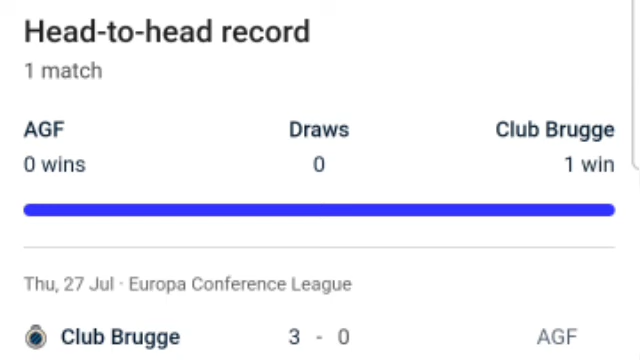 Head-to-head record
1 match
AGF Draws Club Brugge
0 wins 0 1 win
Thu, 27 Jul · Europa Conference League
Club Brugge 3 - 0 AGF